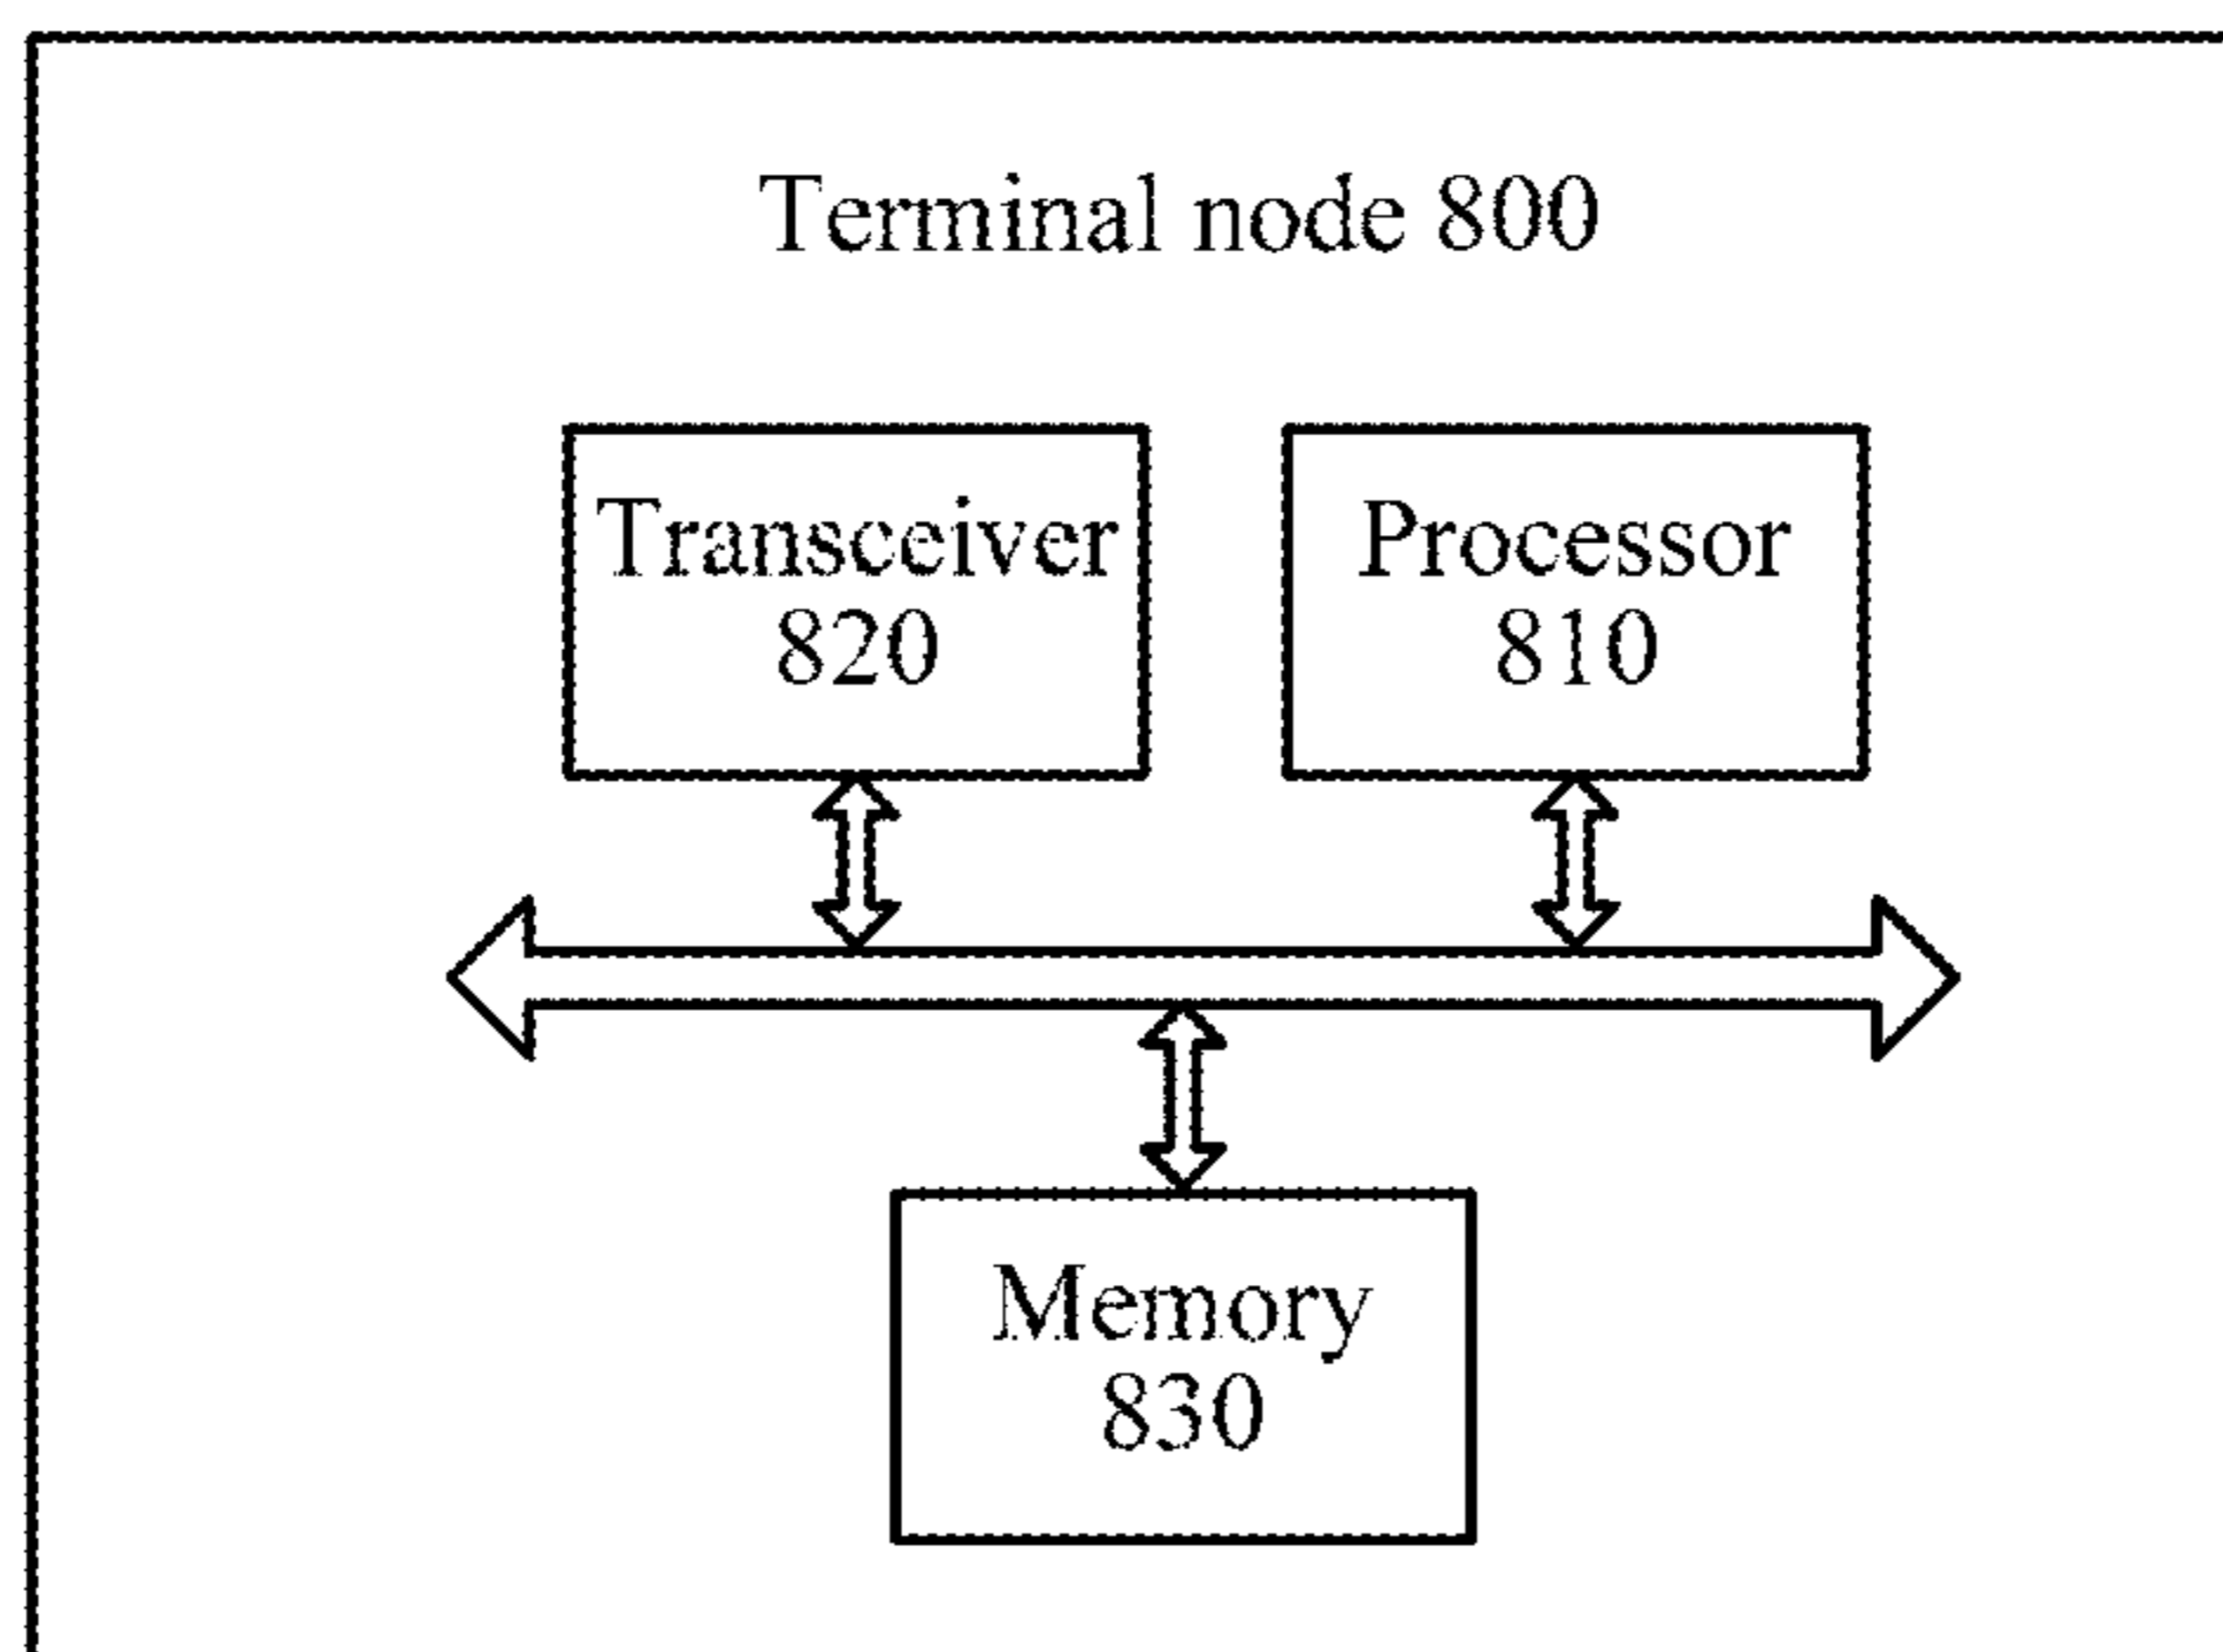 Terminal node 800
Transceiver
820
Processor
810
Memory
830